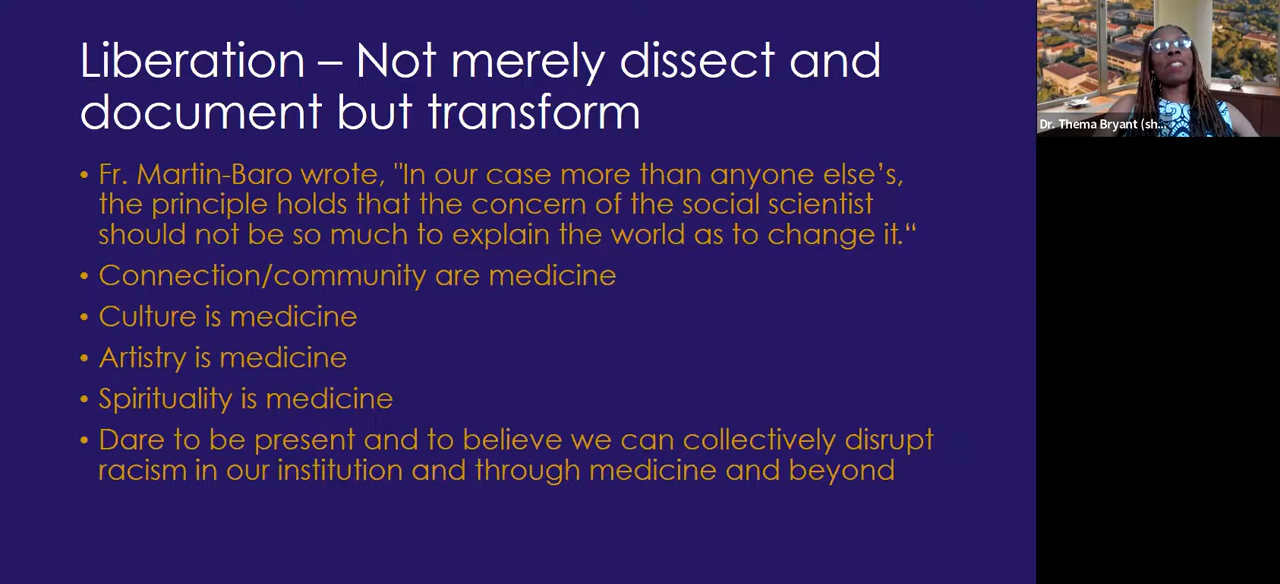 Liberation – Not merely dissect and
document but transform
• Fr. Martin-Baro wrote, "In our case more than anyone else’s,
the principle holds that the concern of the social scientist
should not be so much to explain the world as to change it.“
• Connection/community are medicine
• Culture is medicine
• Artistry is medicine
• Spirituality is medicine
• Dare to be present and to believe we can collectively disrupt
racism in our institution and through medicine and beyond
Dr. Thema Bryant (sh...